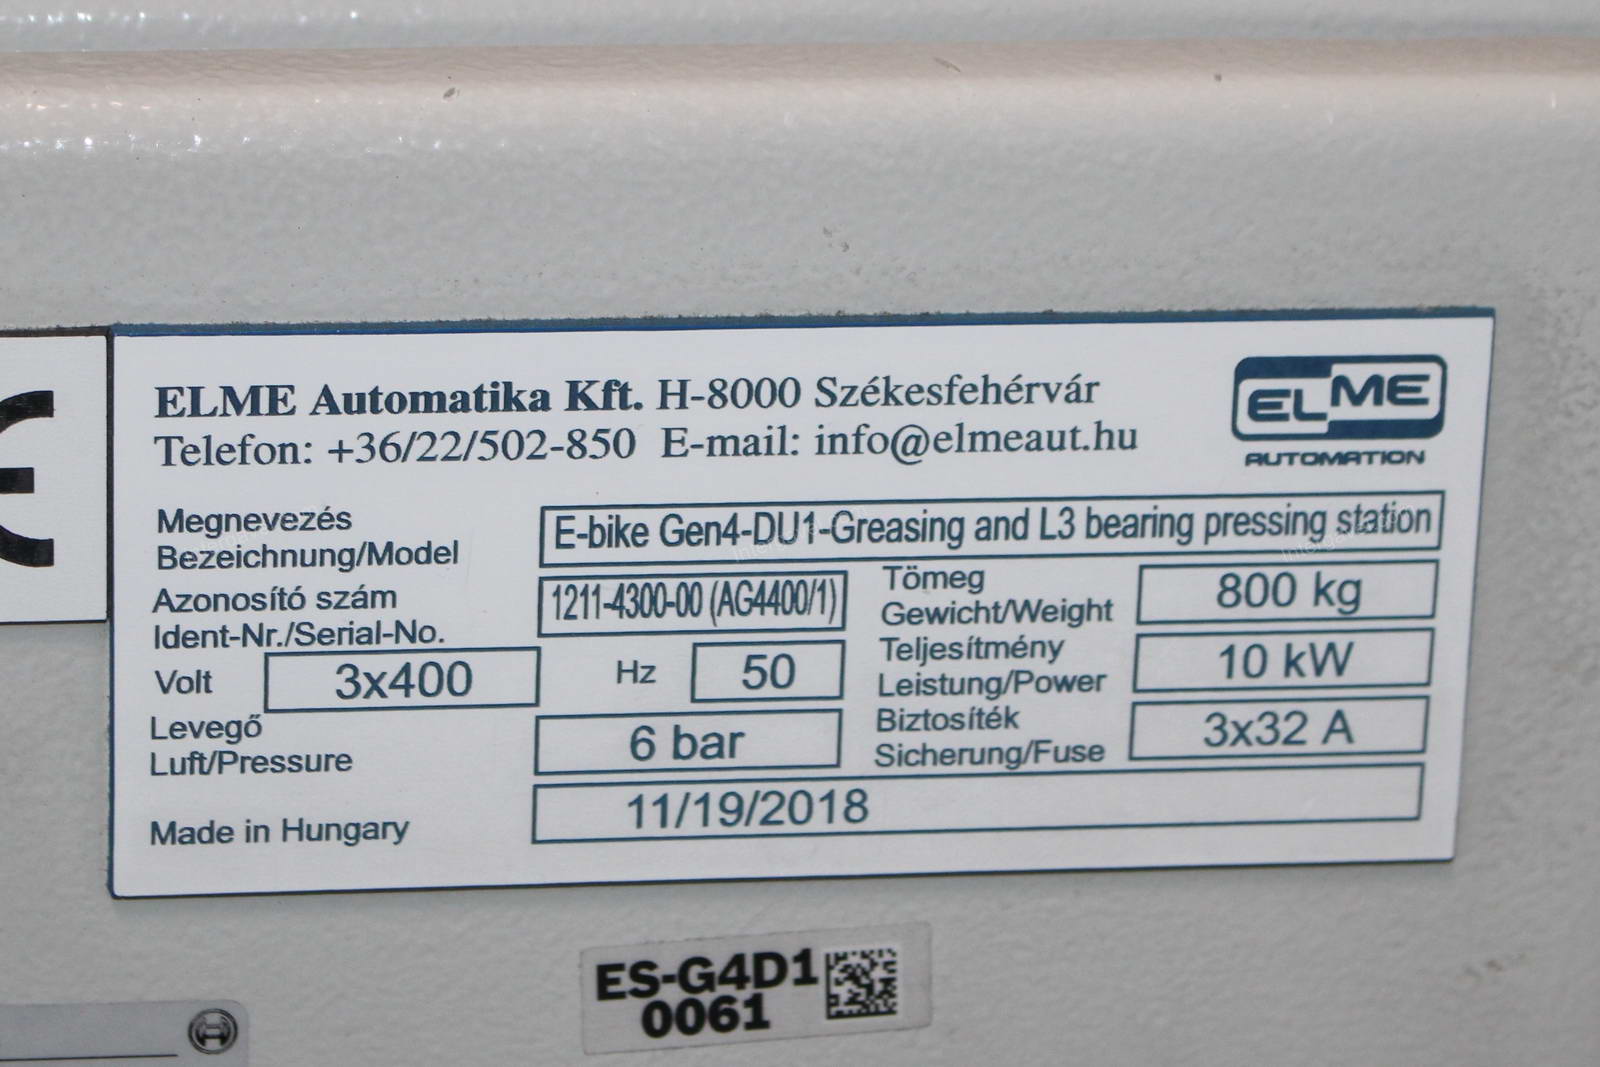 ELME Automatika Kft. H-8000 Székesfehérvár
Telefon: +36/22/502-850 E-mail: info@elmeaut.hu
ELME
AUTOMATION
Megnevezés
Bezeichnung/Model
E-bike Gen4-DU1-Greasing and L3 bearing pressing station
Azonosító szám
Ident-Nr./Serial-No.
1211-4300-00 (AG4400/1)
Tömeg
Gewicht/Weight
800 kg
Volt
3x400
Hz
50
Teljesítmény
Leistung/Power
10 kW
Levegő
Luft/Pressure
6 bar
Biztosíték
Sicherung/Fuse
3x32 A
Made in Hungary
11/19/2018
ES-G4D1
0061